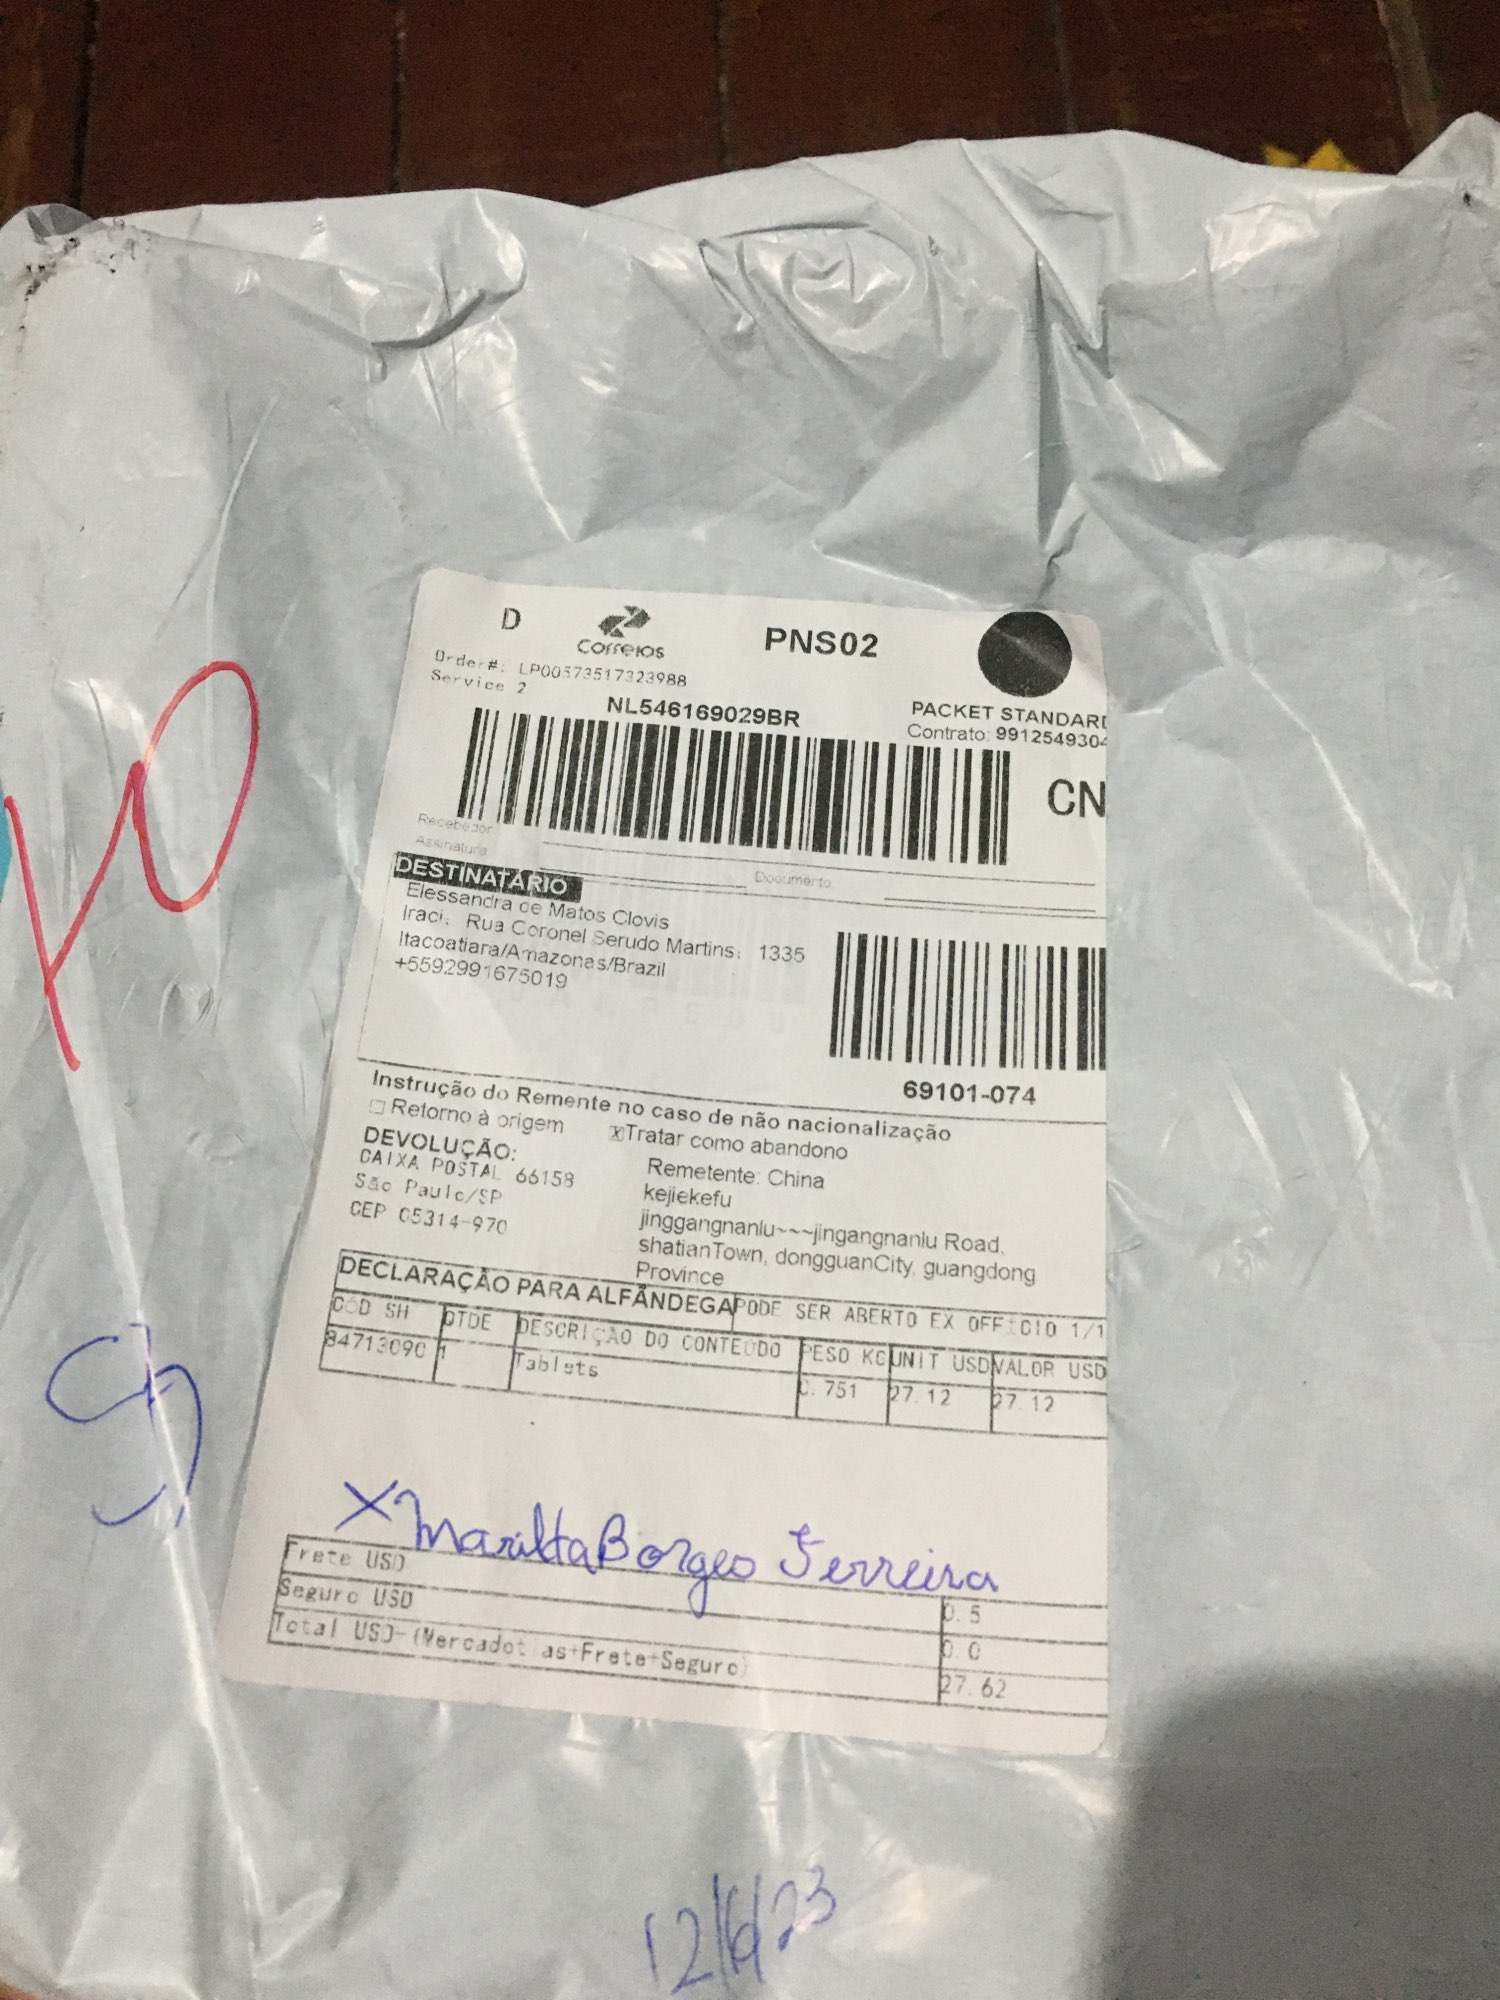 D
Correios
PNS02
Order#: LP00573517323988
Service 2
NL546169029BR
PACKET STANDARD
Contrato: 9912549304
CN
Recebedor
Assinatura
Documento
DESTINATÁRIO
Elessandra de Matos Clovis
Iraci, Rua Coronel Serudo Martins, 1335
Itacoatiara/Amazonas/Brazil
+5592991675019
69101-074
Instrução do Remente no caso de não nacionalização
Retorno à origem
xTratar como abandono
DEVOLUÇÃO:
CAIXA POSTAL 66158
São Paulo/SP
CEP 05314-970
Remetente: China
kejiekefu
jinggangnanlu~~~jingangnanlu Road,
shatianTown, dongguanCity, guangdong
Province
DECLARAÇÃO PARA ALFÃNDEGA PODE SER ABERTO EX OFFICIO 1/1
CÓD SH QTDE DESCRIÇÃO DO CONTEÚDO PESO KG UNIT USD VALOR USD
84713090 1 Tablets 0.751 27.12 27.12
X Marilta Borges Ferreira
Frete USD 0.5
Seguro USD 0.0
Total USD-(Mercadorias+Frete+Seguro) 27.62
12/6/23